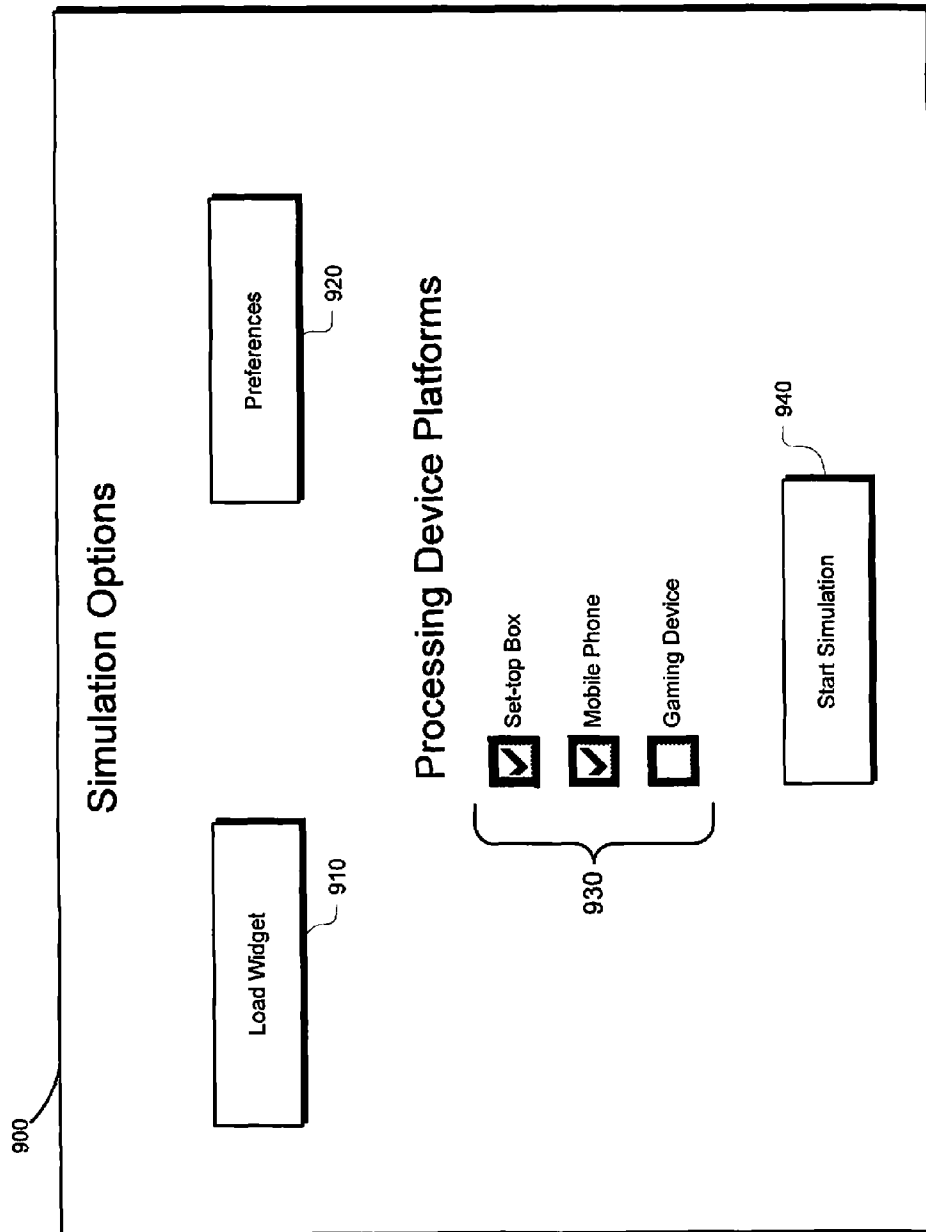 900
Simulation Options
Load Widget
910
Preferences
920
Processing Device Platforms
930
Set-top Box
Mobile Phone
Gaming Device
Start Simulation
940